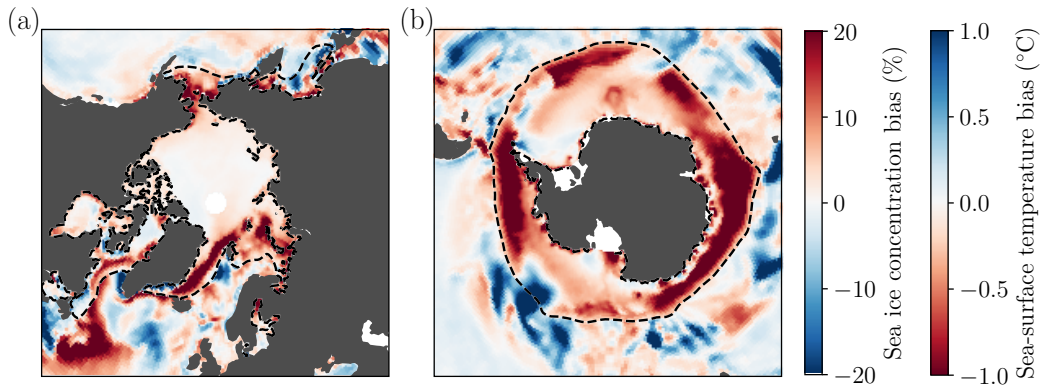 (a)
(b)
20
10
0
−10
−20
Sea ice concentration bias (%)
1.0
0.5
0.0
−0.5
−1.0
Sea-surface temperature bias (°C)